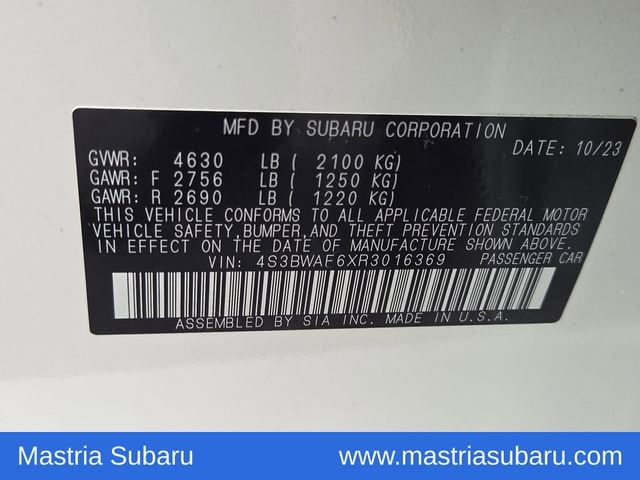 MFD BY SUBARU CORPORATION
DATE: 10/23
GVWR: 4630 LB ( 2100 KG)
GAWR: F 2756 LB ( 1250 KG)
GAWR: R 2690 LB ( 1220 KG)
THIS VEHICLE CONFORMS TO ALL APPLICABLE FEDERAL MOTOR
VEHICLE SAFETY, BUMPER, AND THEFT PREVENTION STANDARDS
IN EFFECT ON THE DATE OF MANUFACTURE SHOWN ABOVE.
VIN: 4S3BWAF6XR3016369 PASSENGER CAR
ASSEMBLED BY SIA INC. MADE IN U.S.A.
Mastria Subaru www.mastriasubaru.com